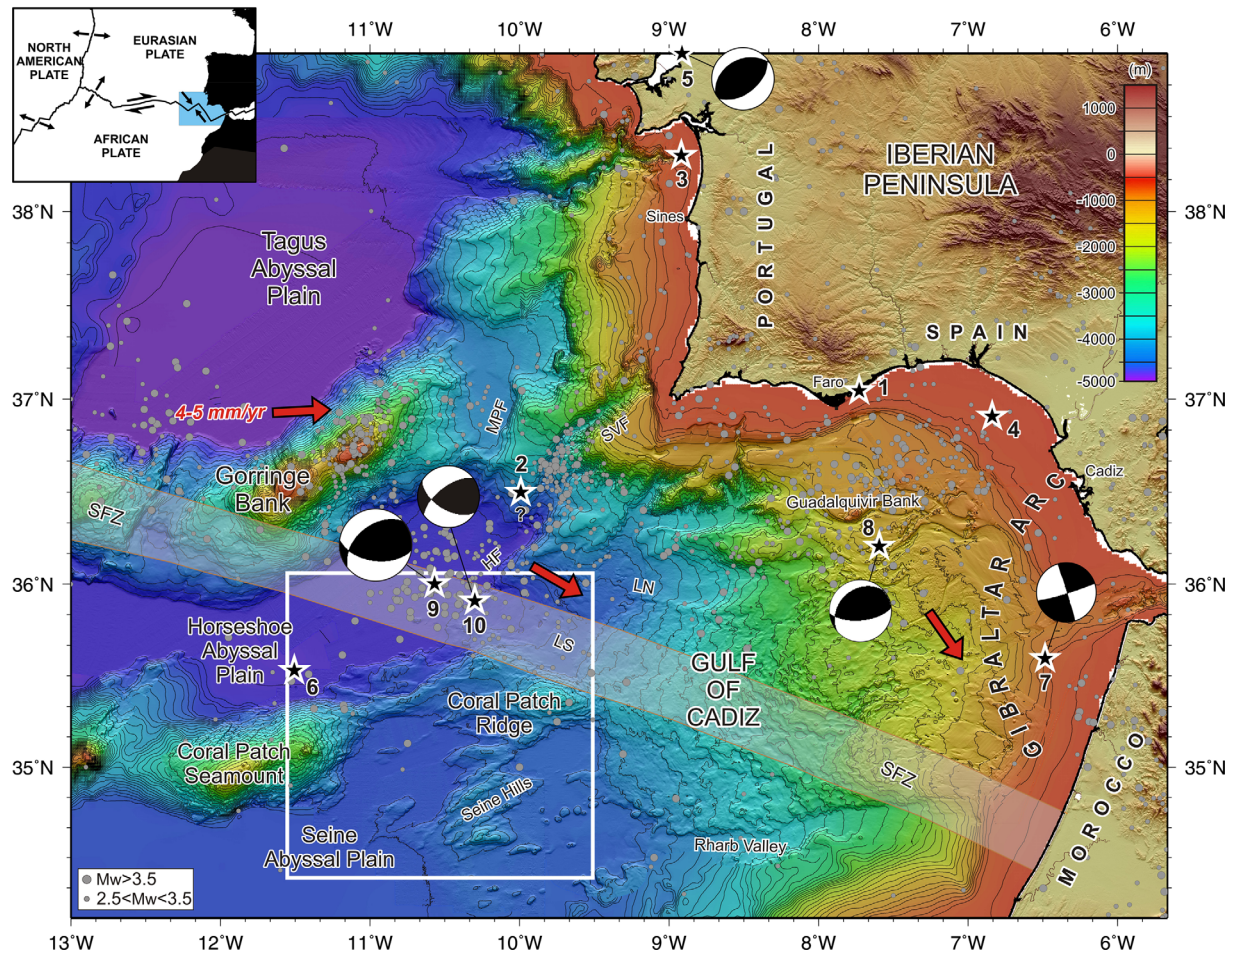 11°W
10°W
9°W
8°W
7°W
6°W
NORTH
AMERICAN
PLATE
EURASIAN
PLATE
AFRICAN
PLATE
5
(m)
1000
0
-1000
-2000
-3000
-4000
-5000
IBERIAN
PENINSULA
3
Sines
PORTUGAL
38°N
38°N
Tagus
Abyssal
Plain
SPAIN
Faro
1
37°N
37°N
4-5 mm/yr
MPF
SVF
4
Gorringe
Bank
2
?
Cadiz
Guadalquivir Bank
8
SFZ
HF
GIBRALTAR ARC
36°N
36°N
LN
9
10
LS
Horseshoe
Abyssal
Plain
6
7
GULF
OF
CADIZ
Coral Patch
Ridge
Coral Patch
Seamount
35°N
35°N
SFZ
Seine Hills
MOROCCO
Seine
Abyssal Plain
Rharb Valley
Mw>3.5
2.5<Mw<3.5
13°W
12°W
11°W
10°W
9°W
8°W
7°W
6°W